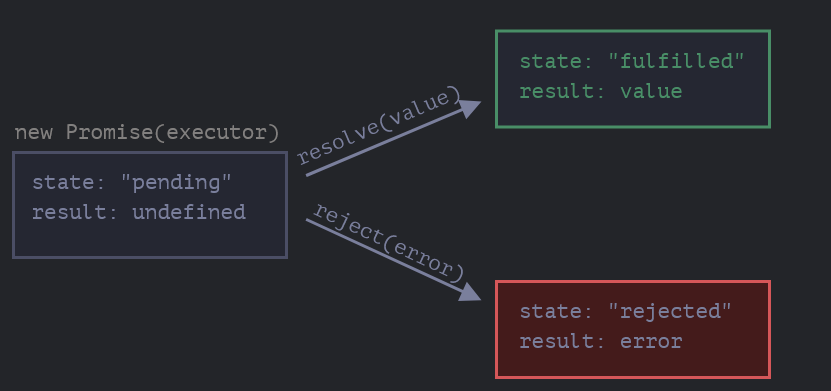 new Promise(executor)
state: "pending"
result: undefined
resolve(value)
state: "fulfilled"
result: value
reject(error)
state: "rejected"
result: error